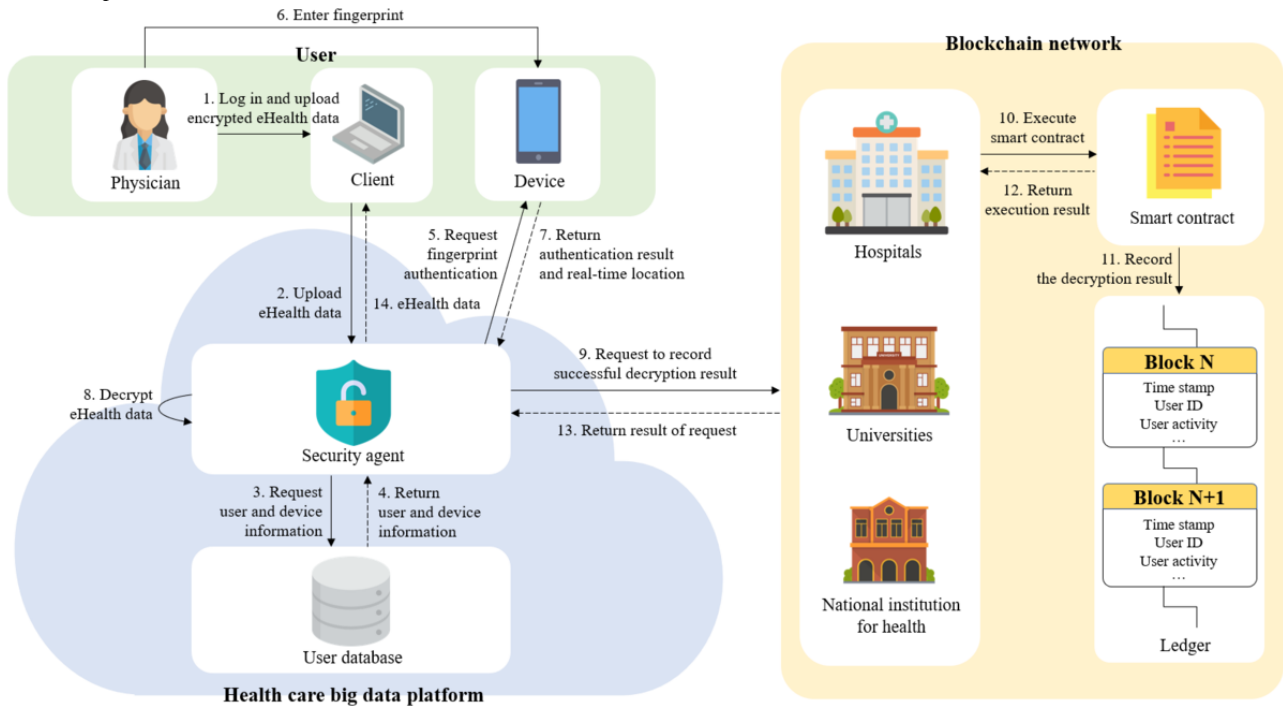 6. Enter fingerprint
User
Blockchain network
1. Log in and upload
encrypted eHealth data
Physician
Client
Device
10. Execute
smart contract
12. Return
execution result
Hospitals
Smart contract
5. Request
fingerprint
authentication
7. Return
authentication result
and real-time location
11. Record
the decryption result
2. Upload
eHealth data
14. eHealth data
9. Request to record
successful decryption result
Block N
Time stamp
User ID
User activity
…
8. Decrypt
eHealth data
Security agent
13. Return result of request
UNIVERSITY
Universities
3. Request
user and device
information
4. Return
user and device
information
Block N+1
Time stamp
User ID
User activity
…
User database
National institution
for health
Ledger
Health care big data platform